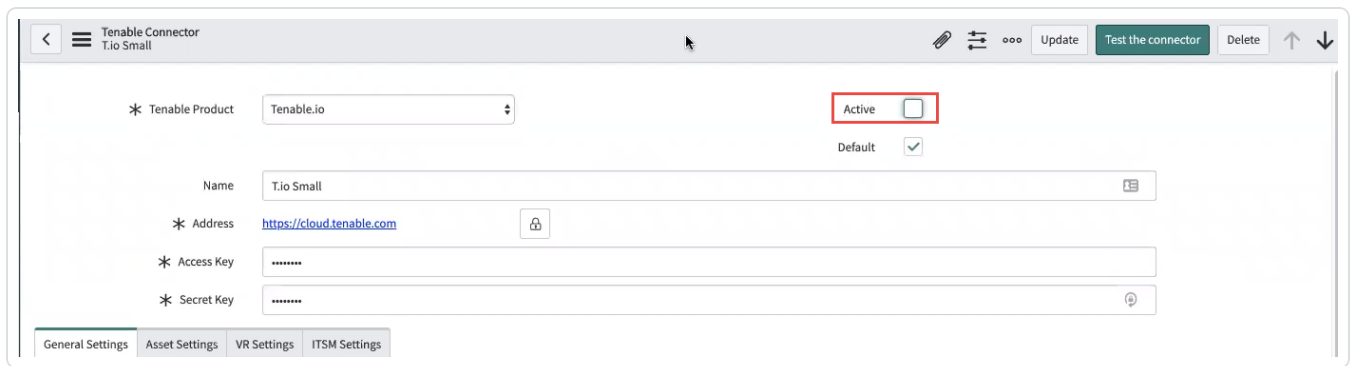 Tenable Connector
T.io Small
Update
Test the connector
Delete
Tenable Product
Tenable.io
Active
Default
Name
T.io Small
Address
https://cloud.tenable.com
Access Key
••••••••
Secret Key
••••••••
General Settings
Asset Settings
VR Settings
ITSM Settings